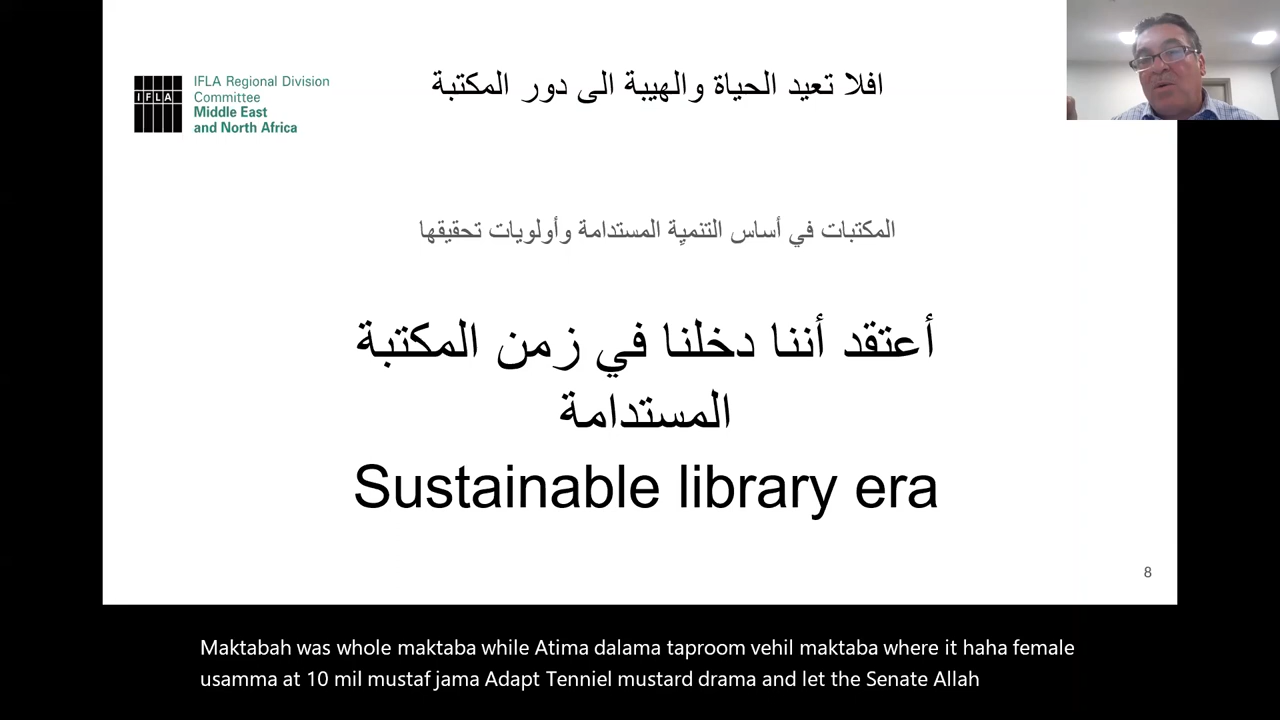 IFLA
IFLA Regional Division
Committee
Middle East
and North Africa
افلا تعيد الحياة والهيبة الى دور المكتبة
المكتبات في أساس التنميِة المستدامة وأولويات تحقيقها
أعتقد أننا دخلنا في زمن المكتبة
المستدامة
Sustainable library era
8
Maktabah was whole maktaba while Atima dalama taproom vehil maktaba where it haha female
usamma at 10 mil mustaf jama Adapt Tenniel mustard drama and let the Senate Allah